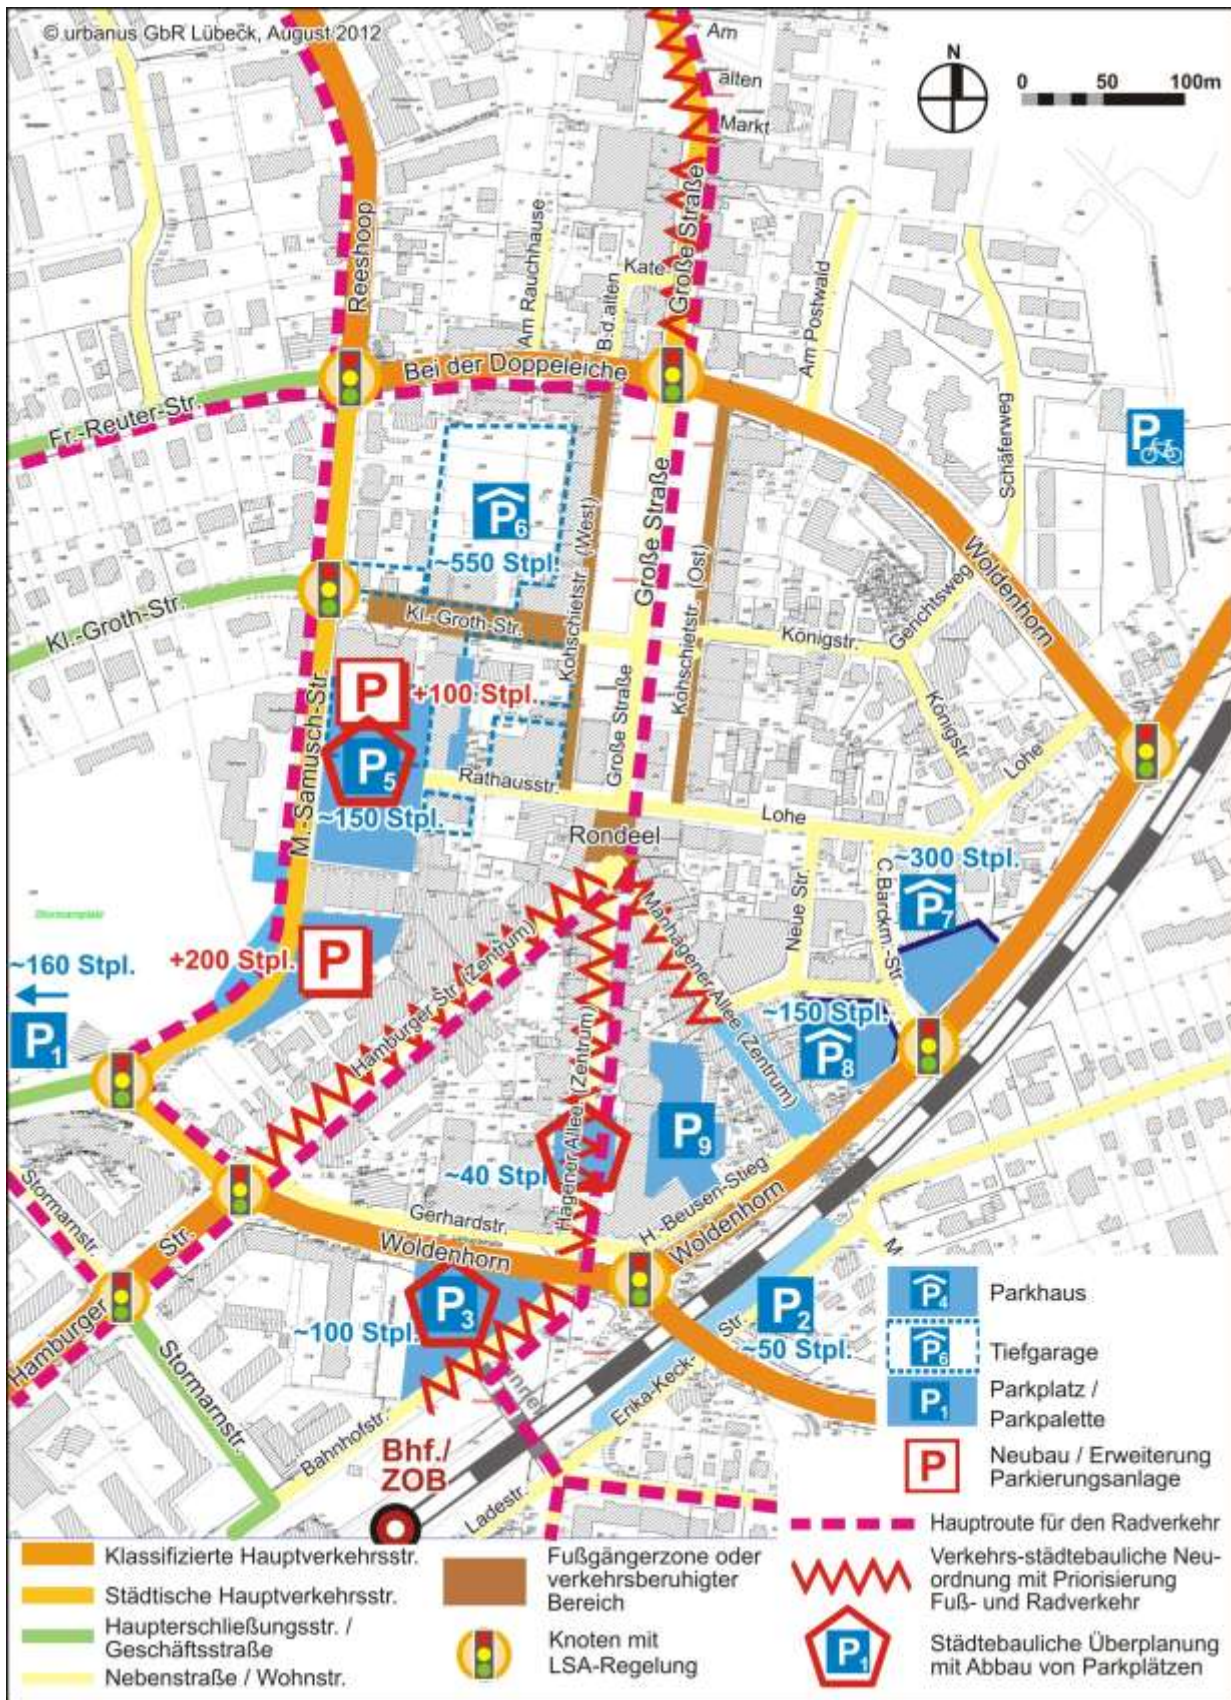 © urbanus GbR Lübeck, August 2012
Am
alten
Markt
N
0 50 100m
Reeshoop
Am Rauchhause
B.-d.alten
Kate
Große Straße
Am Postwald
Schäferweg
P
Bei der Doppeleiche
Fr.-Reuter-Str.
P6
~550 Stpl.
Kohschietstr. (West)
Große Straße
Kohschietstr. (Ost)
Woldenhorn
Gerichtsweg
Kl.-Groth-Str.
Kl.-Groth-Str.
Königstr.
Königstr.
Lohe
P
+100 Stpl.
M.-Samusch-Str.
P5
~150 Stpl.
Rathausstr.
Große Straße
Lohe
Rondeel
~300 Stpl.
P7
Neue Str.
C.Barckm.-Str.
Manhagener Allee (Zentrum)
Stormarnplatz
~160 Stpl.
P1
+200 Stpl.
P
Hamburger Str. (Zentrum)
Hagener Allee (Zentrum)
~150 Stpl.
P8
P9
~40 Stpl.
Stormarnstr.
Gerhardstr.
H.-Beusen-Stieg
Woldenhorn
Woldenhorn
Hamburger Str.
P3
~100 Stpl.
P2
~50 Stpl.
M
Erika-Keck-Str.
Stormarnstr.
Bahnhofstr.
Bhf./
ZOB
Ladestr.
P4 Parkhaus
P6 Tiefgarage
P1 Parkplatz /
Parkpalette
P Neubau / Erweiterung
Parkierungsanlage
Hauptroute für den Radverkehr
Verkehrs-städtebauliche Neu-
ordnung mit Priorisierung
Fuß- und Radverkehr
P1 Städtebauliche Überplanung
mit Abbau von Parkplätzen
Klassifizierte Hauptverkehrsstr.
Städtische Hauptverkehrsstr.
Haupterschließungsstr. /
Geschäftsstraße
Nebenstraße / Wohnstr.
Fußgängerzone oder
verkehrsberuhigter
Bereich
Knoten mit
LSA-Regelung